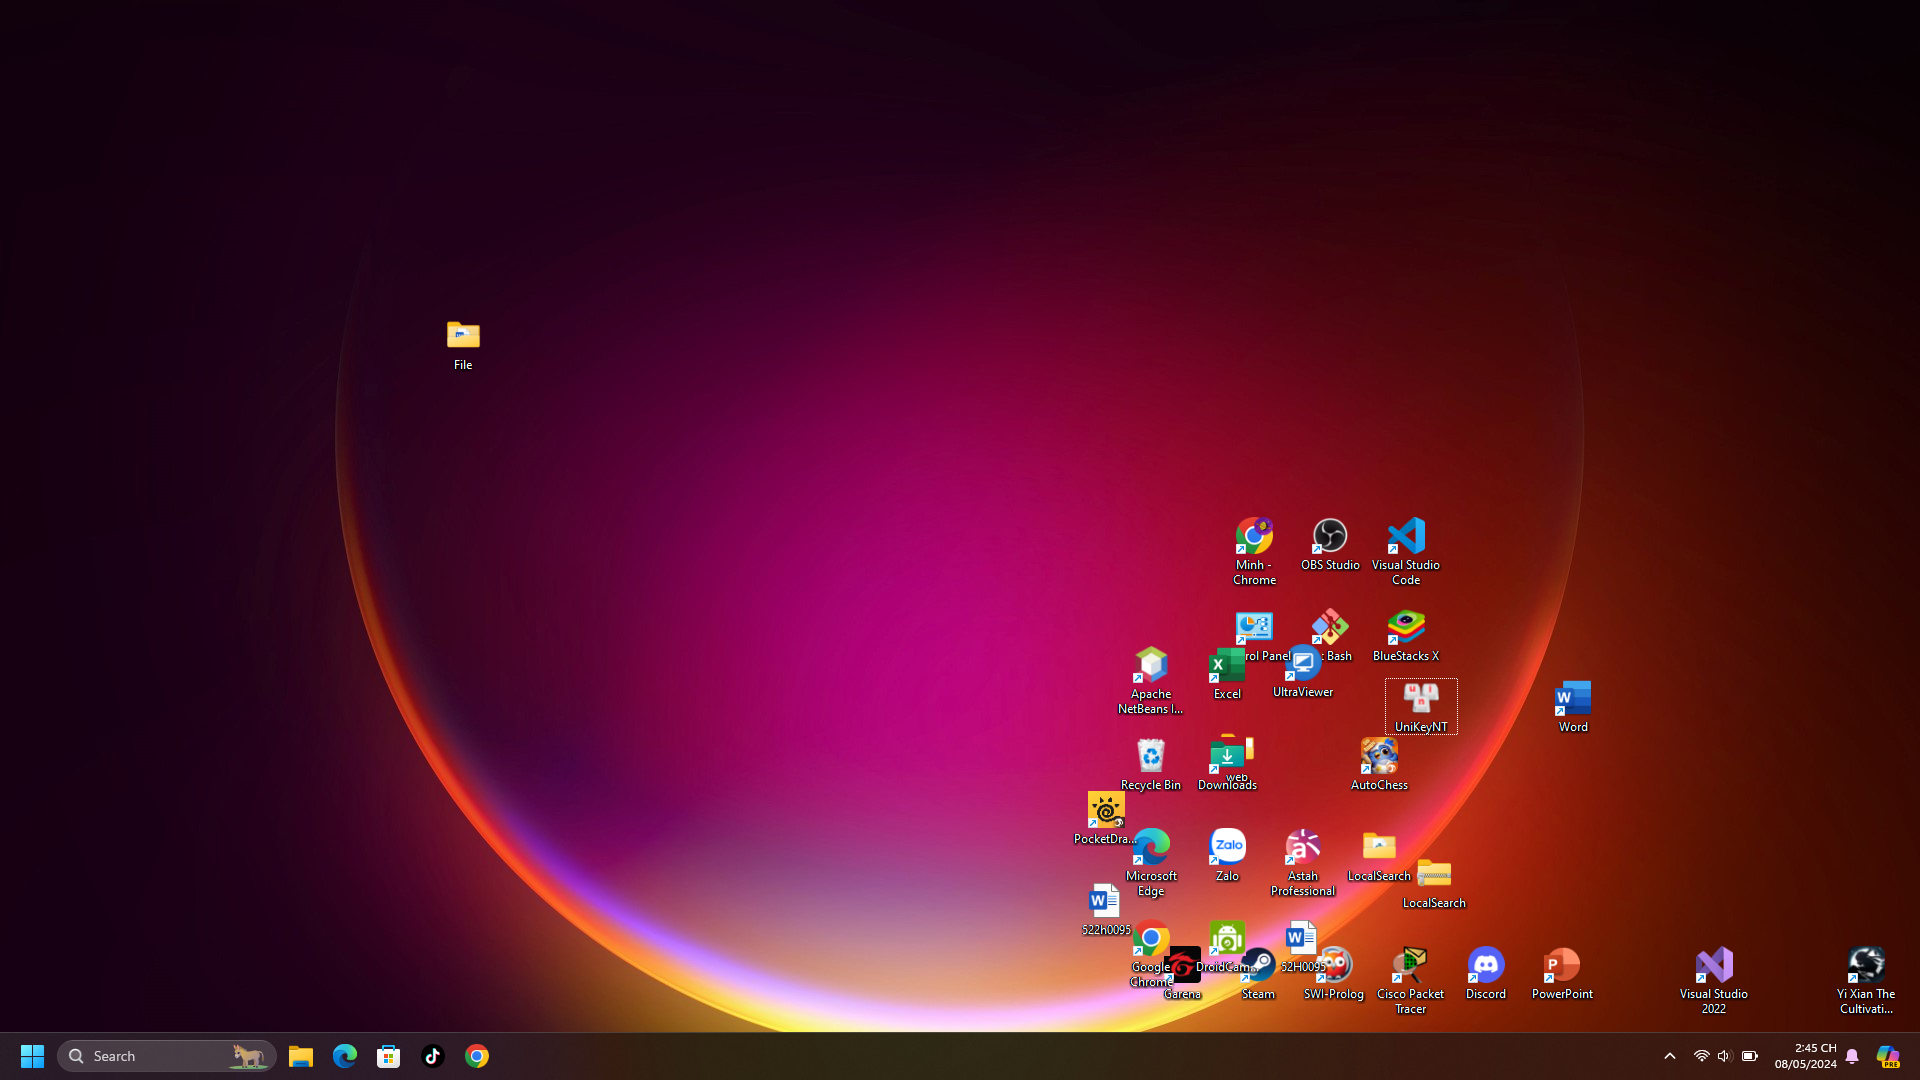 File
Minh -
Chrome
OBS Studio
Visual Studio
Code
rol Panel
Bash
BlueStacks X
Apache
NetBeans I...
Excel
UltraViewer
UniKeyNT
Word
Recycle Bin
web
Downloads
AutoChess
PocketDra...
Microsoft
Edge
Zalo
Astah
Professional
LocalSearch
LocalSearch
522h0095
Google
Chrome
DroidCam...
52H0095
Garena
Steam
SWI-Prolog
Cisco Packet
Tracer
Discord
PowerPoint
Visual Studio
2022
Yi Xian The
Cultivati...
Search
2:45 CH
08/05/2024